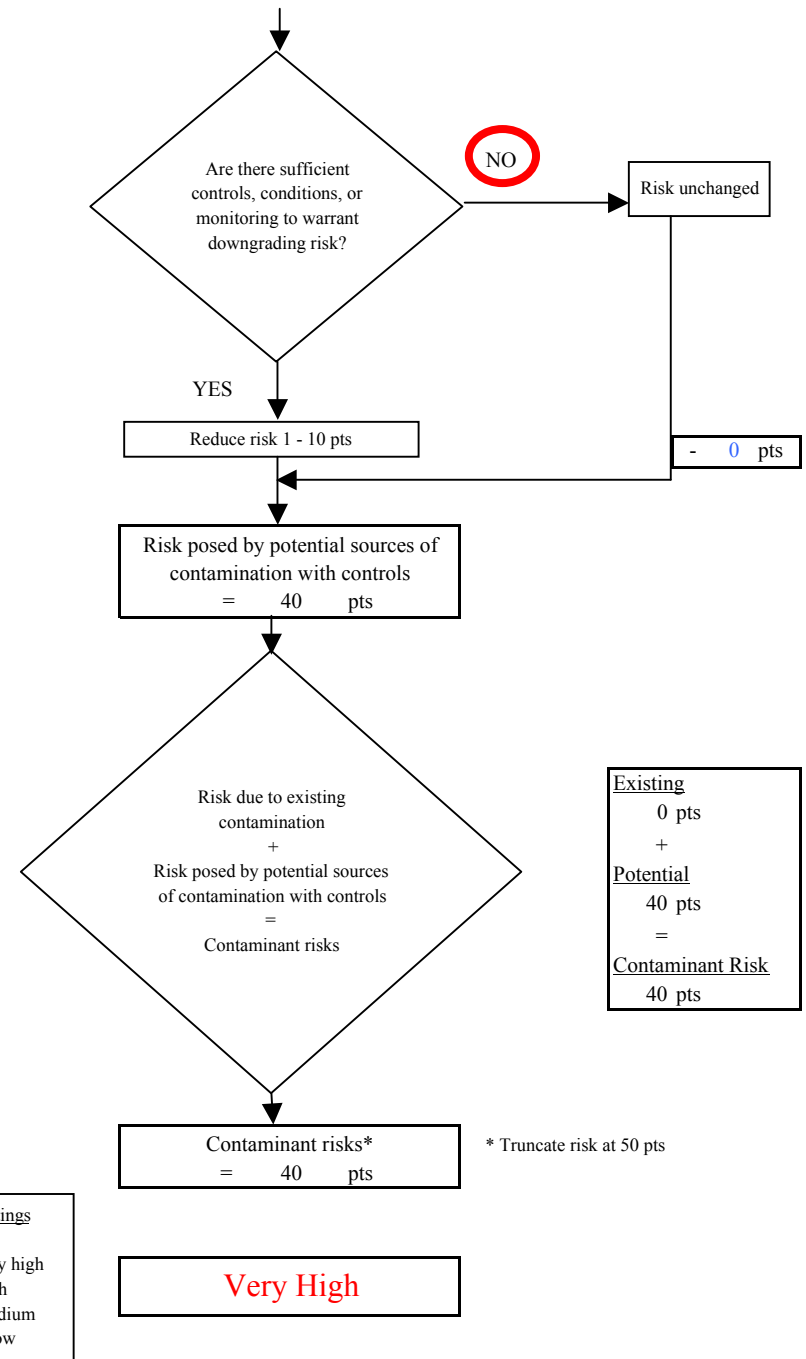 Are there sufficient
controls, conditions, or
monitoring to warrant
downgrading risk?
NO
Risk unchanged
YES
Reduce risk 1 - 10 pts
- 0 pts
Risk posed by potential sources of
contamination with controls
= 40 pts
Risk due to existing
contamination
+
Risk posed by potential sources
of contamination with controls
=
Contaminant risks
Existing
0 pts
+
Potential
40 pts
=
Contaminant Risk
40 pts
Contaminant risks*
= 40 pts
* Truncate risk at 50 pts
Very High
high